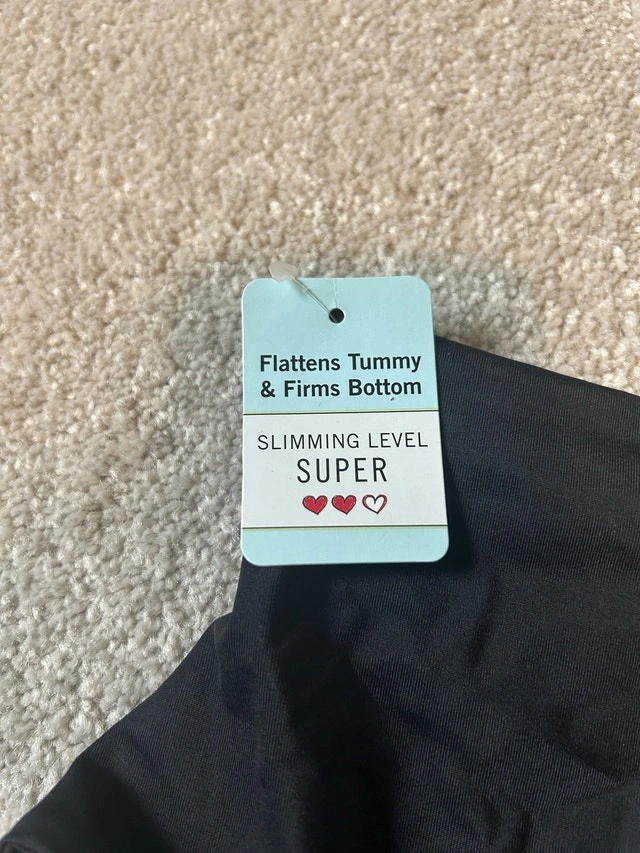 Flattens Tummy
& Firms Bottom
SLIMMING LEVEL
SUPER